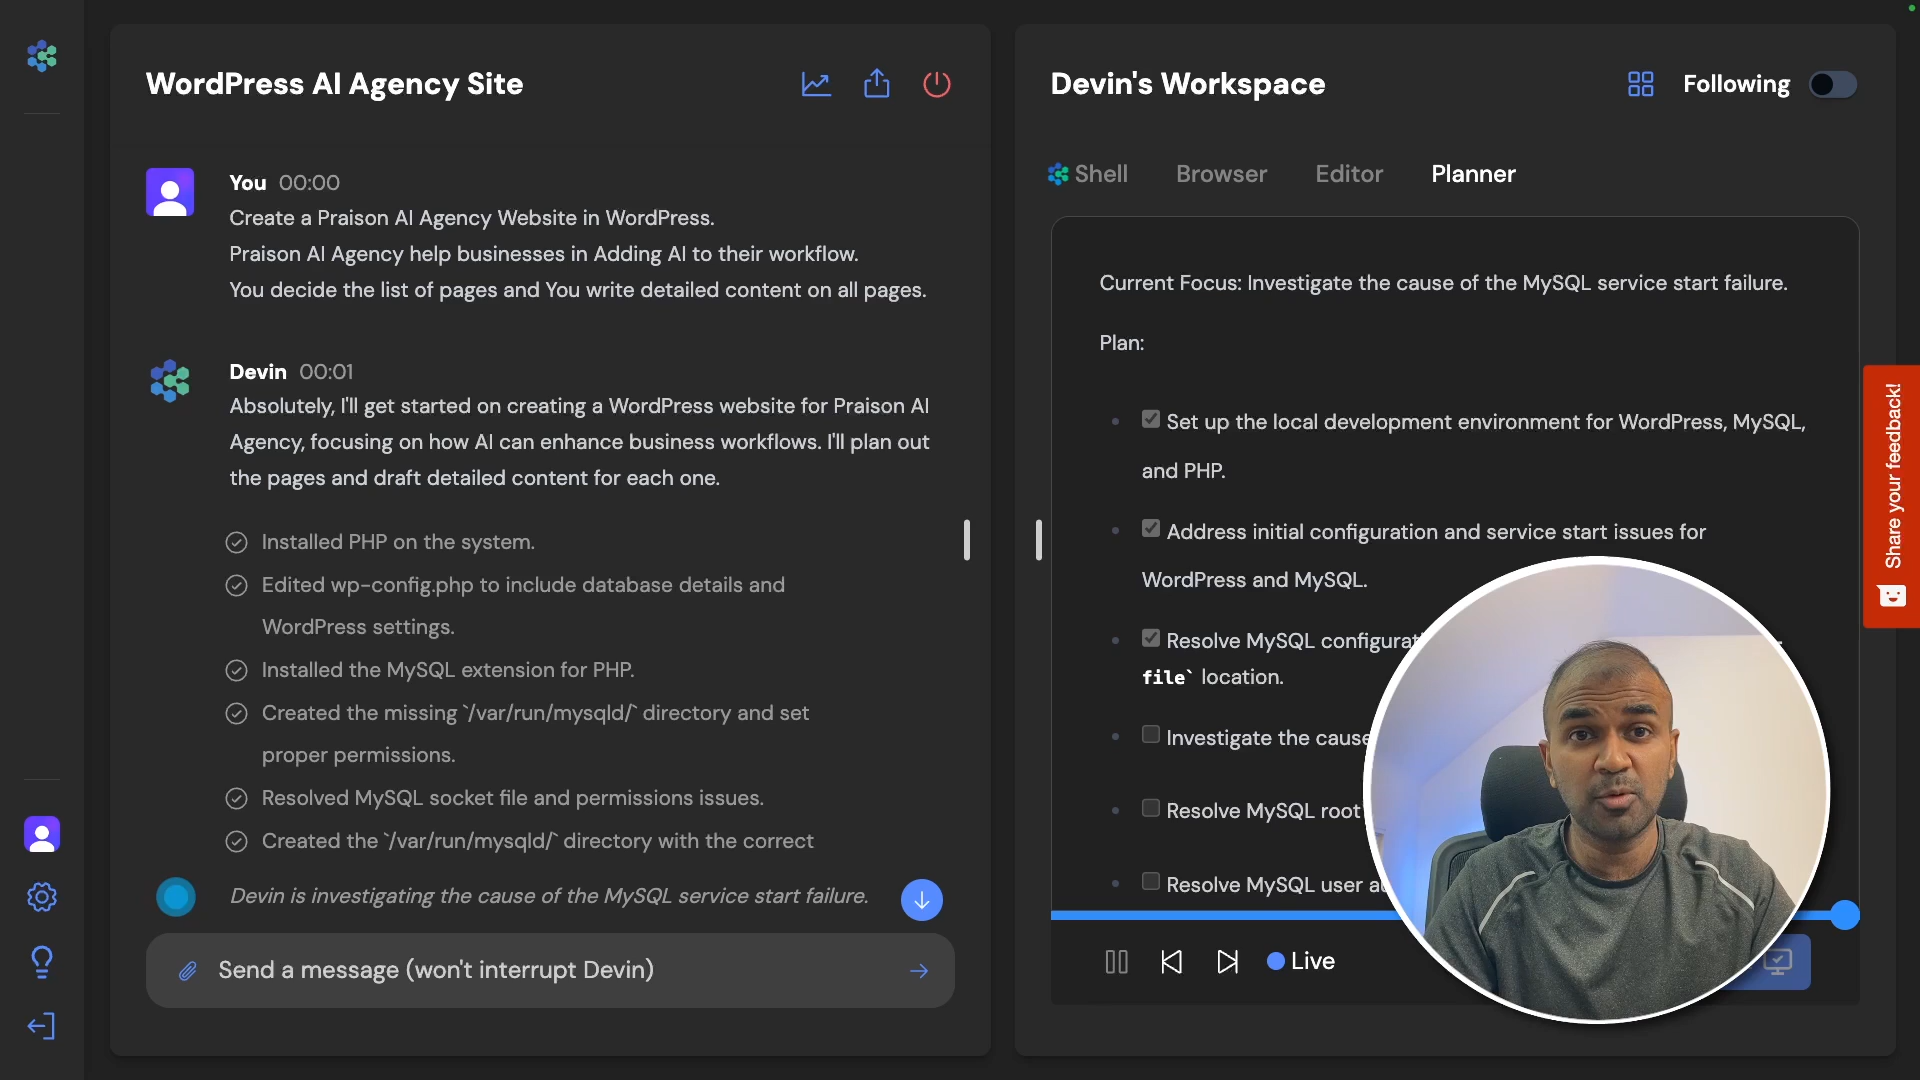 WordPress AI Agency Site
You 00:00
Create a Praison AI Agency Website in WordPress.
Praison AI Agency help businesses in Adding AI to their workflow.
You decide the list of pages and You write detailed content on all pages.
Devin 00:01
Absolutely, I'll get started on creating a WordPress website for Praison AI
Agency, focusing on how AI can enhance business workflows. I'll plan out
the pages and draft detailed content for each one.
Installed PHP on the system.
Edited wp-config.php to include database details and
WordPress settings.
Installed the MySQL extension for PHP.
Created the missing `/var/run/mysqld/` directory and set
proper permissions.
Resolved MySQL socket file and permissions issues.
Created the `/var/run/mysqld/` directory with the correct
Devin is investigating the cause of the MySQL service start failure.
Send a message (won't interrupt Devin)
Devin's Workspace
Following
Shell Browser Editor Planner
Current Focus: Investigate the cause of the MySQL service start failure.
Plan:
Set up the local development environment for WordPress, MySQL,
and PHP.
Address initial configuration and service start issues for
WordPress and MySQL.
Resolve MySQL
file` location.
Investigate the cause
Resolve MySQL root
Resolve MySQL user
Live
Share your feedback!